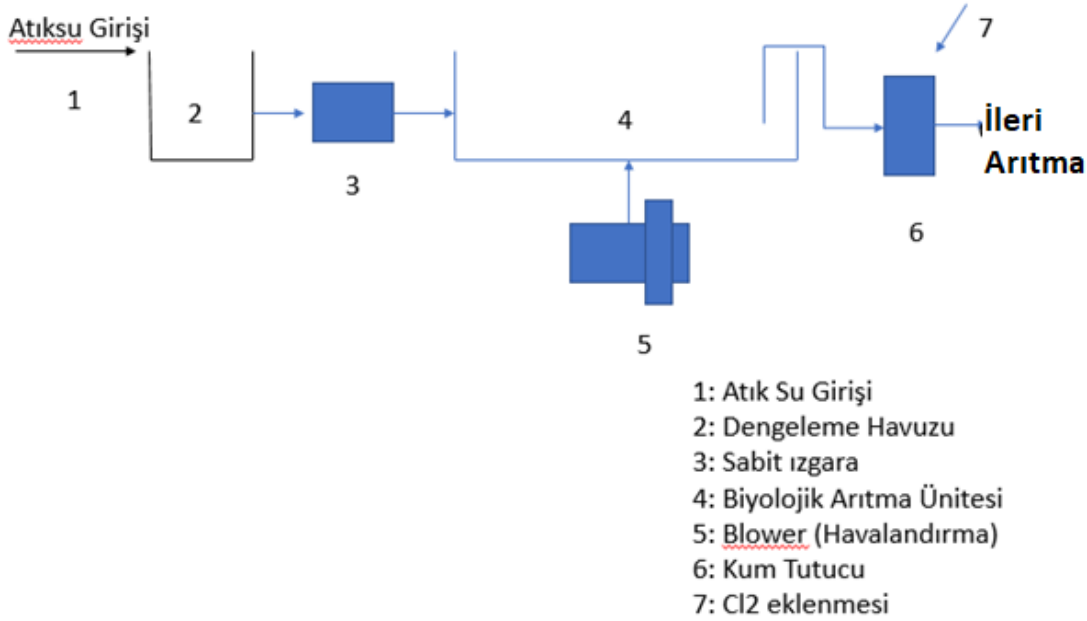 Atıksu Girişi
7
1
2
4
İleri
Arıtma
3
6
5
1: Atık Su Girişi
2: Dengeleme Havuzu
3: Sabit ızgara
4: Biyolojik Arıtma Ünitesi
5: Blower (Havalandırma)
6: Kum Tutucu
7: Cl2 eklenmesi